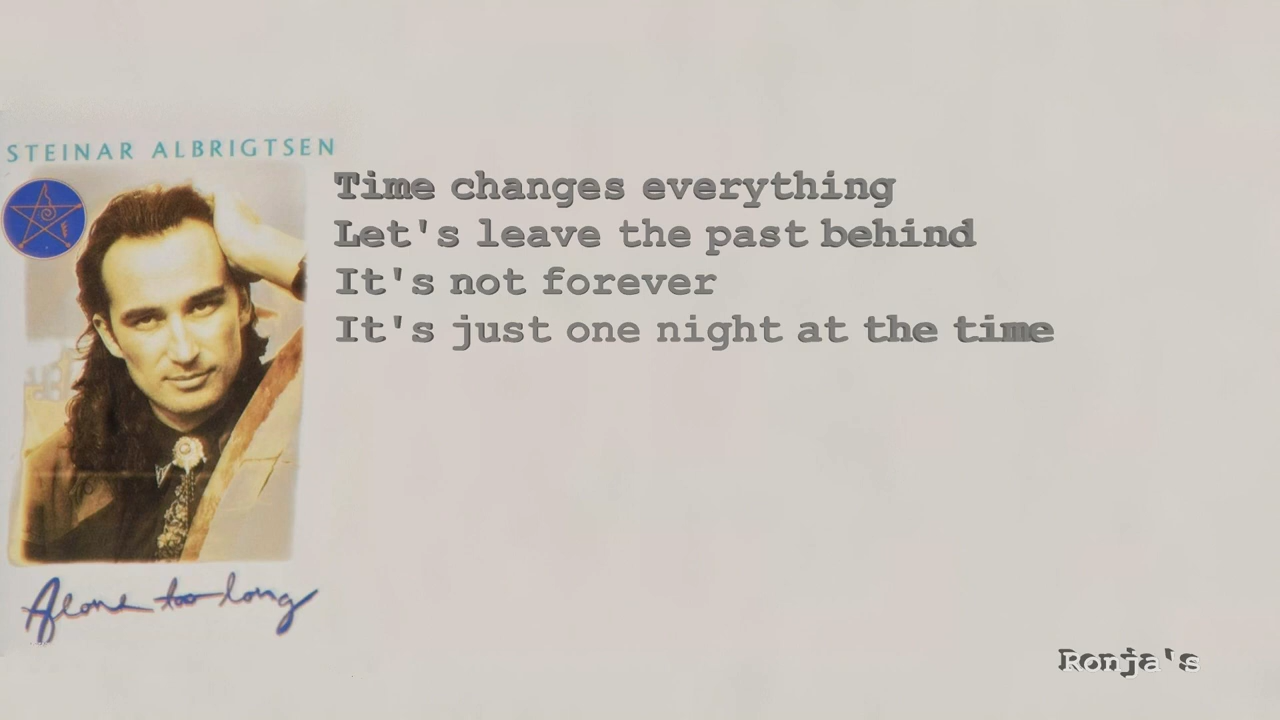 STEINAR ALBRIGTSEN
Time changes everything
Let's leave the past behind
It's not forever
It's just one night at the time
Alone too long
Ronja's